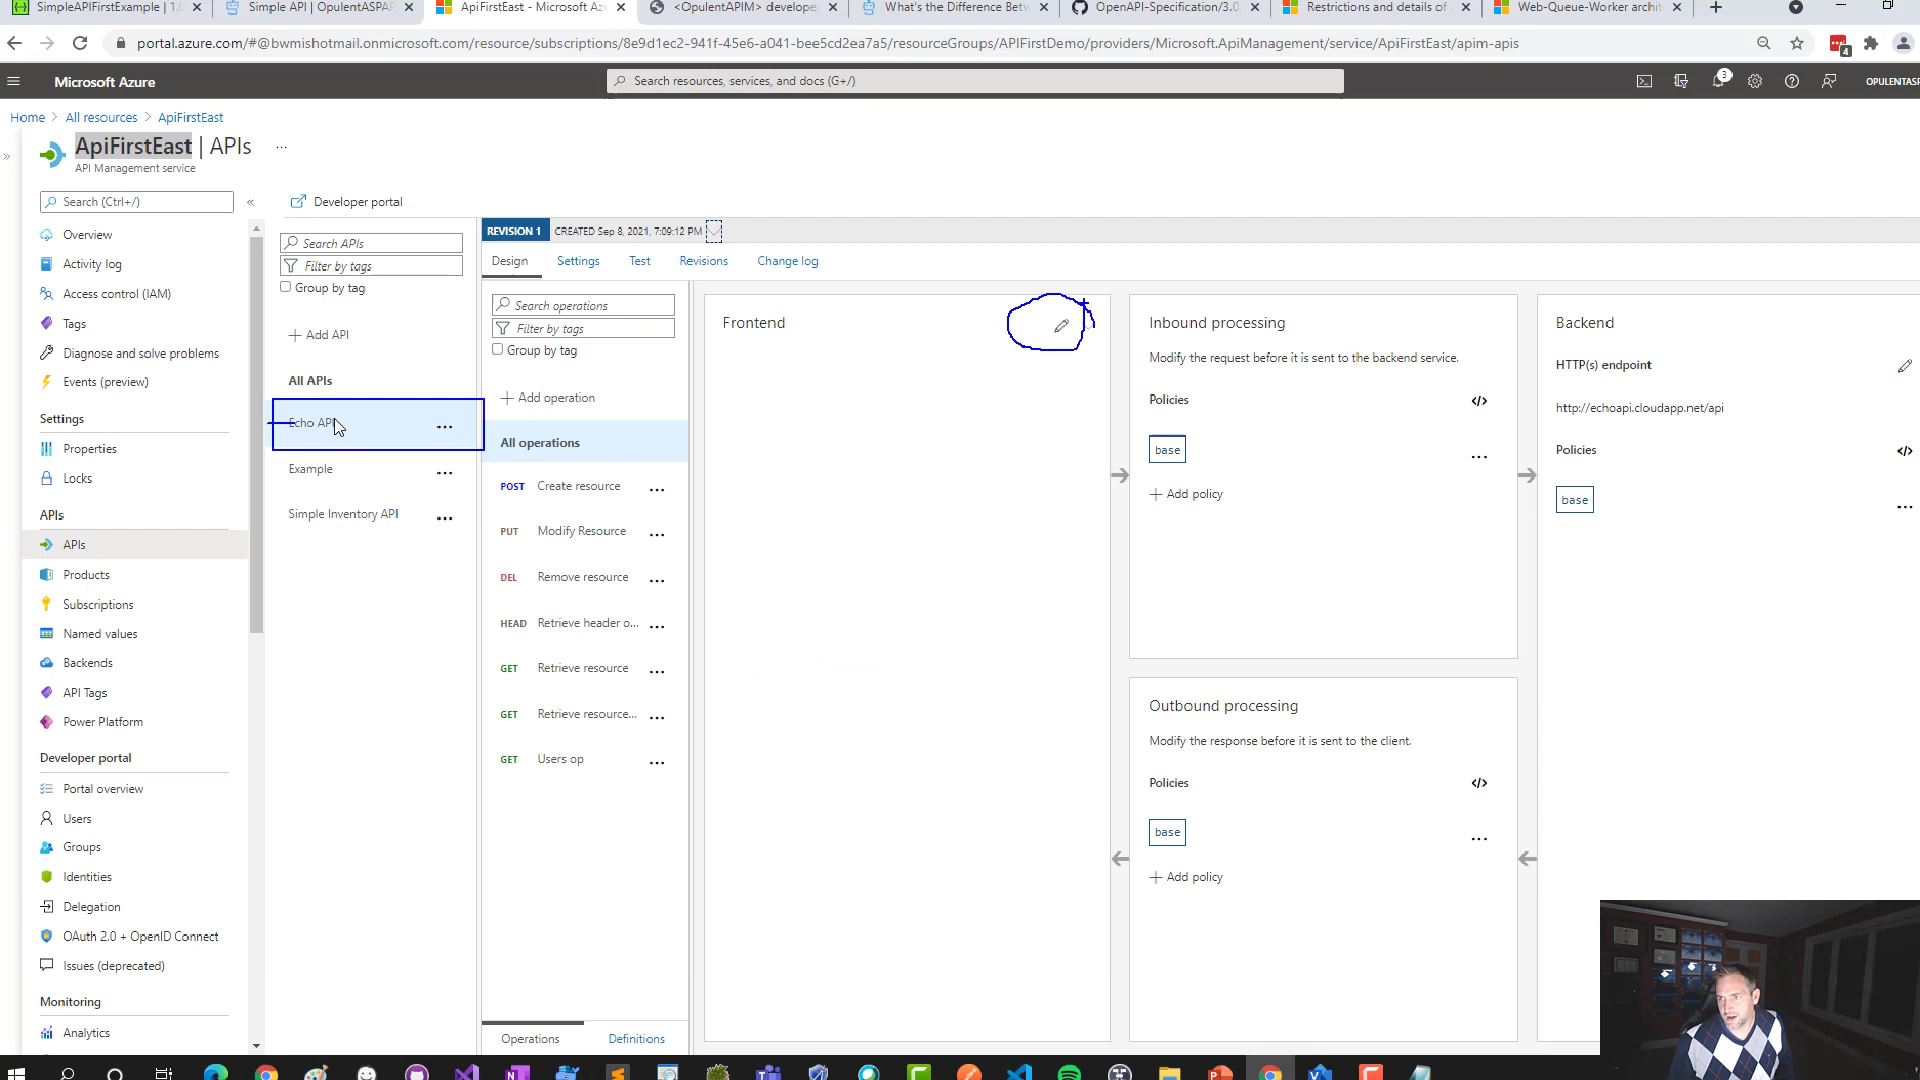 SimpleAPIFirstExample | 1.
Simple API | OpulentASPAR
ApiFirstEast - Microsoft Az
<OpulentAPIM> develope
What's the Difference Bet
OpenAPI-Specification/3.0
Restrictions and details of
Web-Queue-Worker archit
portal.azure.com/#@bwmishotmail.onmicrosoft.com/resource/subscriptions/8e9d1ec2-941f-45e6-a041-bee5cd2ea7a5/resourceGroups/APIFirstDemo/providers/Microsoft.ApiManagement/service/ApiFirstEast/apim-apis
4
Microsoft Azure
Search resources, services, and docs (G+/)
3
OPULENTASP
Home > All resources > ApiFirstEast
ApiFirstEast | APIs ...
API Management service
Search (Ctrl+/)
«
Overview
Activity log
Access control (IAM)
Tags
Diagnose and solve problems
Events (preview)
Settings
Properties
Locks
APIs
APIs
Products
Subscriptions
Named values
Backends
API Tags
Power Platform
Developer portal
Portal overview
Users
Groups
Identities
Delegation
OAuth 2.0 + OpenID Connect
Issues (deprecated)
Monitoring
Analytics
Developer portal
Search APIs
Filter by tags
Group by tag
+ Add API
All APIs
Echo API ...
Example ...
Simple Inventory API ...
REVISION 1 CREATED Sep 8, 2021, 7:09:12 PM
Design Settings Test Revisions Change log
Search operations
Filter by tags
Group by tag
+ Add operation
All operations
POST Create resource ...
PUT Modify Resource ...
DEL Remove resource ...
HEAD Retrieve header o... ...
GET Retrieve resource ...
GET Retrieve resource... ...
GET Users op ...
Operations Definitions
Frontend
Inbound processing
Modify the request before it is sent to the backend service.
Policies </>
base ...
+ Add policy
Outbound processing
Modify the response before it is sent to the client.
Policies </>
base ...
+ Add policy
Backend
HTTP(s) endpoint
http://echoapi.cloudapp.net/api
Policies </>
base ...